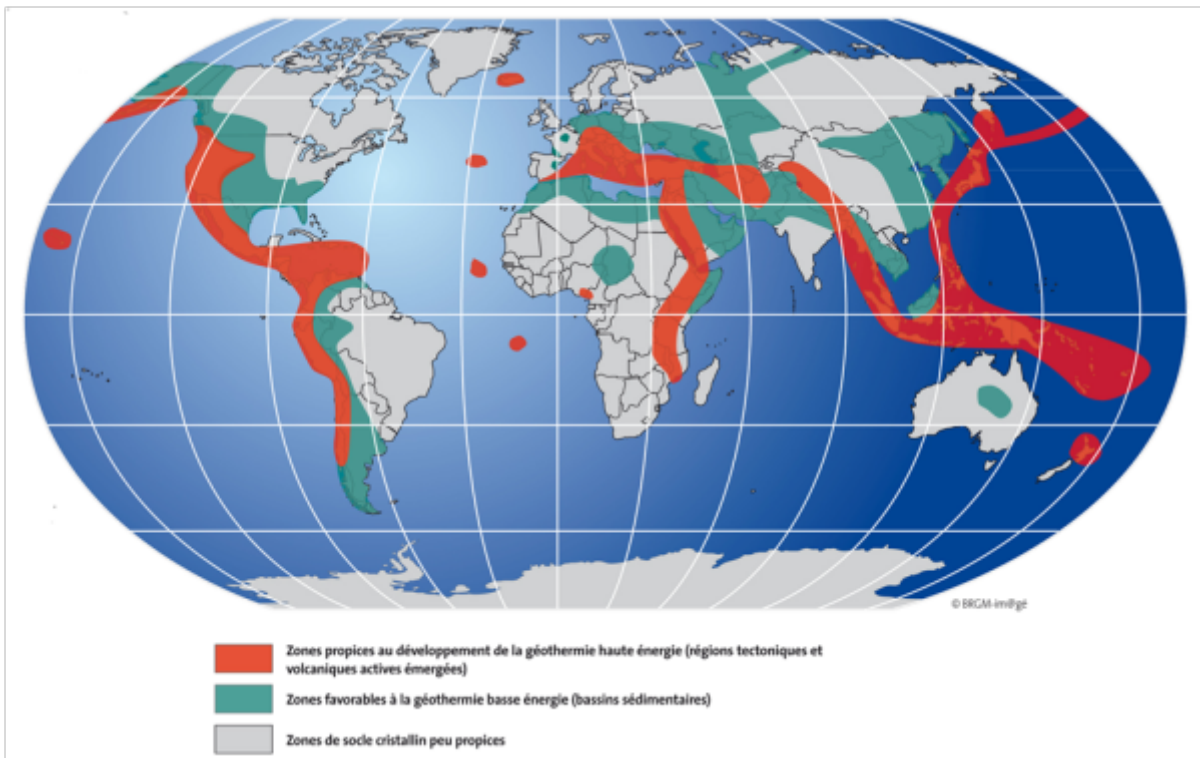 © BRGM-im@gé
Zones propices au développement de la géothermie haute énergie (régions tectoniques et
volcaniques actives émergées)
Zones favorables à la géothermie basse énergie (bassins sédimentaires)
Zones de socle cristallin peu propices